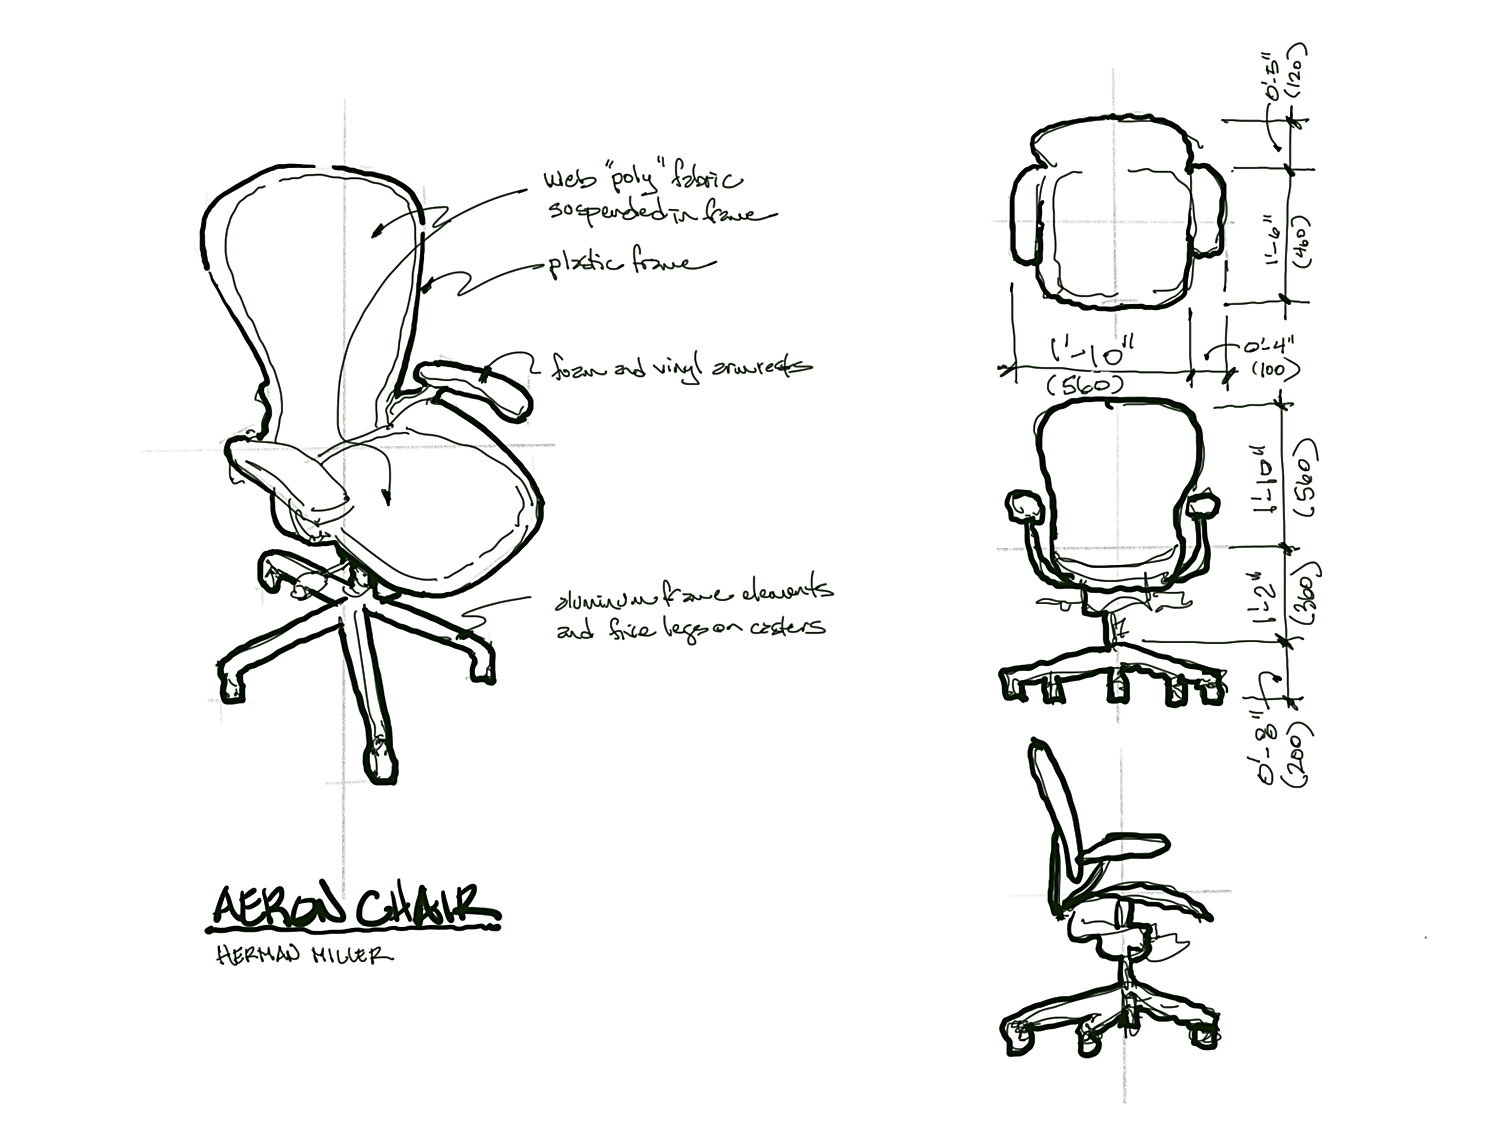 web "poly" fabric
suspended in frame
plastic frame
foam and vinyl armrests
aluminum frame elements
and five legs on casters
AERON CHAIR
HERMAN MILLER
0'-5"
(120)
1'-6"
(460)
1'-10"
(560)
0'-4"
(100)
1'-10"
(560)
1'-2"
(360)
0'-8"
(200)